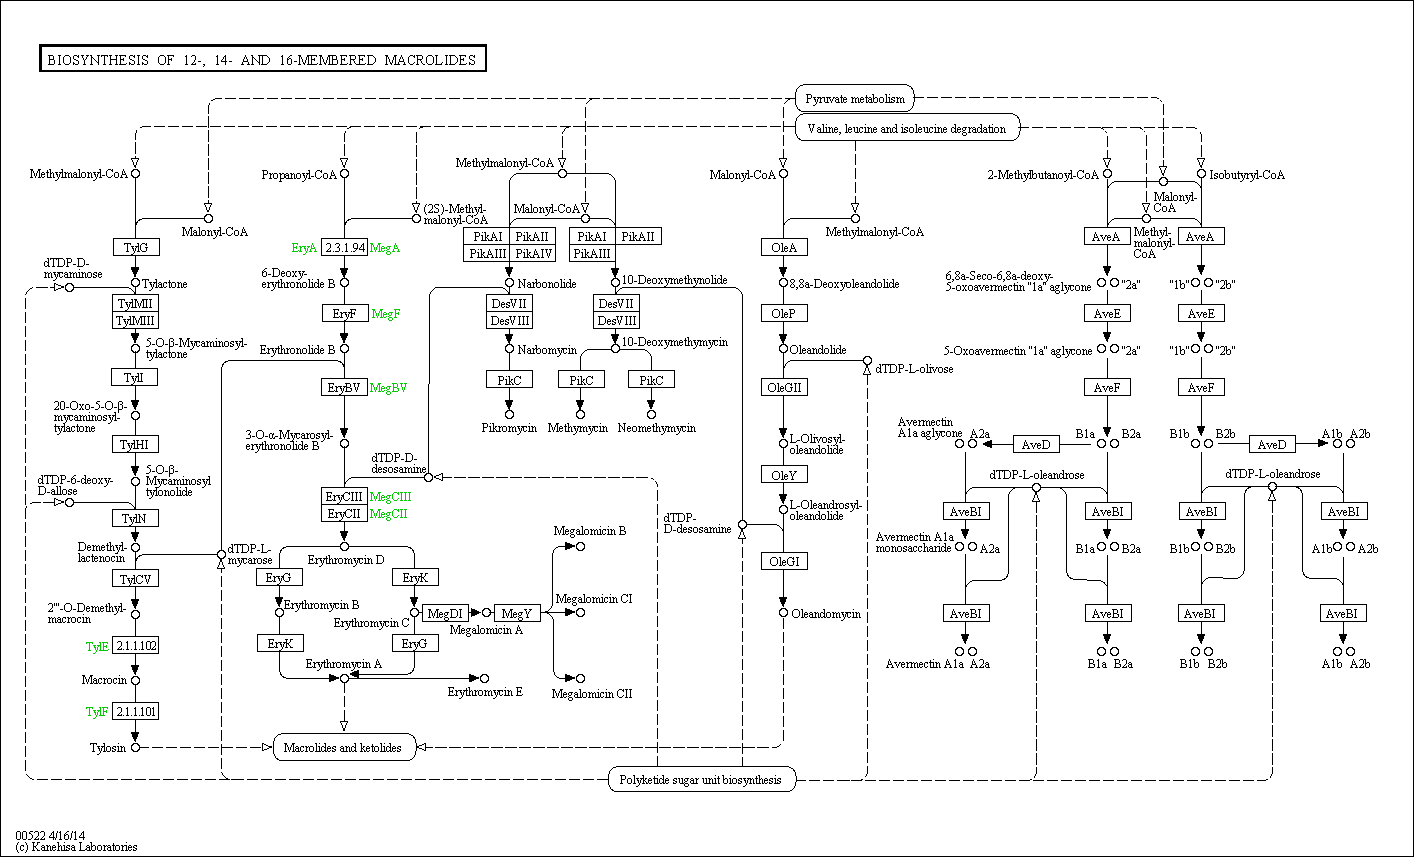 BIOSYNTHESIS OF 12-, 14- AND 16-MEMBERED MACROLIDES
Pyruvate metabolism
Valine, leucine and isoleucine degradation
Methylmalonyl-CoA
Propanoyl-CoA
Methylmalonyl-CoA
Malonyl-CoA
2-Methylbutanoyl-CoA
Isobutyryl-CoA
Malonyl-CoA
(2S)-Methyl-
malonyl-CoA
Malonyl-CoA
Methylmalonyl-CoA
Malonyl-
CoA
Methyl-
malonyl-
CoA
TylG
EryA
2.3.1.94
MegA
PikAI
PikAII
PikAIII
PikAIV
PikAI
PikAII
PikAIII
OleA
AveA
AveA
dTDP-D-
mycaminose
Tylactone
6-Deoxy-
erythronolide B
Narbonolide
10-Deoxymethynolide
8,8a-Deoxyoleandolide
6,8a-Seco-6,8a-deoxy-
5-oxoavermectin "1a" aglycone
"2a"
"1b"
"2b"
TylMII
TylMIII
EryF
MegF
DesVII
DesVIII
DesVII
DesVIII
OleP
AveE
AveE
5-O-β-Mycaminosyl-
tylactone
Erythronolide B
Narbomycin
10-Deoxymethymycin
Oleandolide
dTDP-L-olivose
5-Oxoavermectin "1a" aglycone
"2a"
"1b"
"2b"
TylI
EryBV
MegBV
PikC
PikC
PikC
OleGII
AveF
AveF
20-Oxo-5-O-β-
mycaminosyl-
tylactone
Pikromycin
Methymycin
Neomethymycin
TylHI
3-O-α-Mycarosyl-
erythronolide B
L-Olivosyl-
oleandolide
Avermectin
A1a aglycone
A2a
AveD
B1a
B2a
B1b
B2b
AveD
A1b
A2b
dTDP-6-deoxy-
D-allose
5-O-β-
Mycaminosyl
tylonolide
dTDP-D-
desosamine
OleY
dTDP-L-oleandrose
dTDP-L-oleandrose
TylN
EryCIII
MegCIII
EryCII
MegCII
L-Oleandrosyl-
oleandolide
dTDP-
D-desosamine
AveBI
AveBI
AveBI
AveBI
Demethyl-
lactenocin
dTDP-L-
mycarose
Erythromycin D
Megalomicin B
OleGI
Avermectin A1a
monosaccharide
A2a
B1a
B2a
B1b
B2b
A1b
A2b
TylCV
EryG
EryK
2'''-O-Demethyl-
macrocin
Erythromycin B
Erythromycin C
MegDI
Megalomicin A
MegY
Megalomicin CI
Oleandomycin
AveBI
AveBI
AveBI
AveBI
TylE
2.1.1.102
EryK
EryG
Macrocin
Erythromycin A
Erythromycin E
Megalomicin CII
Avermectin A1a
A2a
B1a
B2a
B1b
B2b
A1b
A2b
TylF
2.1.1.101
Tylosin
Macrolides and ketolides
Polyketide sugar unit biosynthesis
00522 4/16/14
(c) Kanehisa Laboratories